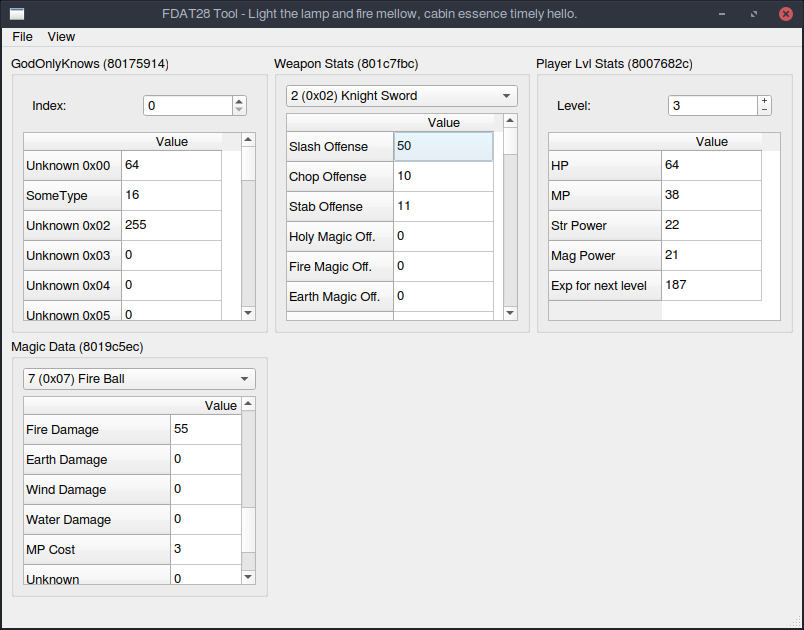 FDAT28 Tool - Light the lamp and fire mellow, cabin essence timely hello.
File View
GodOnlyKnows (80175914)
Index: 0
Value
Unknown 0x00 64
SomeType 16
Unknown 0x02 255
Unknown 0x03 0
Unknown 0x04 0
Unknown 0x05 0
Weapon Stats (801c7fbc)
2 (0x02) Knight Sword
Value
Slash Offense 50
Chop Offense 10
Stab Offense 11
Holy Magic Off. 0
Fire Magic Off. 0
Earth Magic Off. 0
Player Lvl Stats (8007682c)
Level: 3
Value
HP 64
MP 38
Str Power 22
Mag Power 21
Exp for next level 187
Magic Data (8019c5ec)
7 (0x07) Fire Ball
Value
Fire Damage 55
Earth Damage 0
Wind Damage 0
Water Damage 0
MP Cost 3
Unknown 0